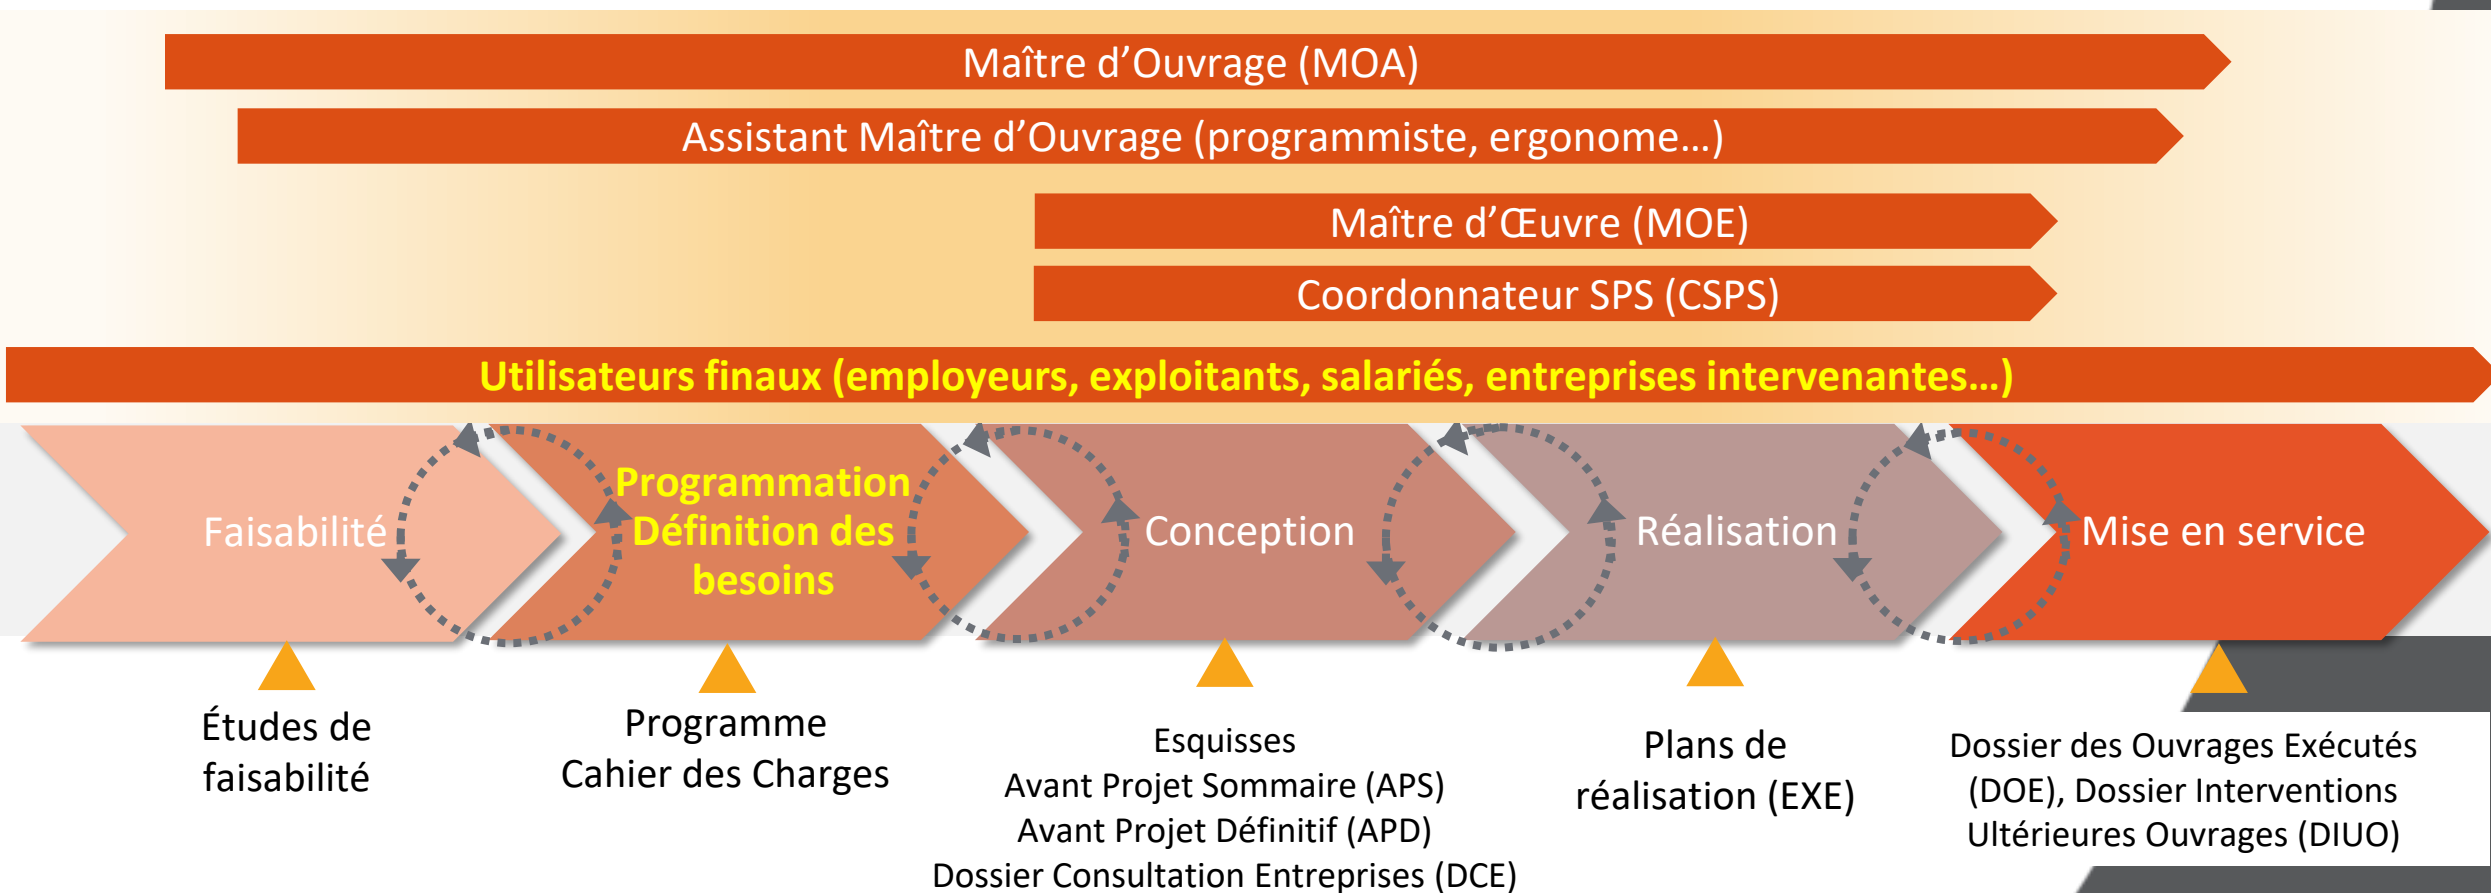 Maître d’Ouvrage (MOA)
Assistant Maître d’Ouvrage (programmiste, ergonome…)
Maître d’Œuvre (MOE)
Coordonnateur SPS (CSPS)
Utilisateurs finaux (employeurs, exploitants, salariés, entreprises intervenantes…)
Faisabilité
Programmation
Définition des
besoins
Conception
Réalisation
Mise en service
Études de
faisabilité
Programme
Cahier des Charges
Esquisses
Avant Projet Sommaire (APS)
Avant Projet Définitif (APD)
Dossier Consultation Entreprises (DCE)
Plans de
réalisation (EXE)
Dossier des Ouvrages Exécutés
(DOE), Dossier Interventions
Ultérieures Ouvrages (DIUO)